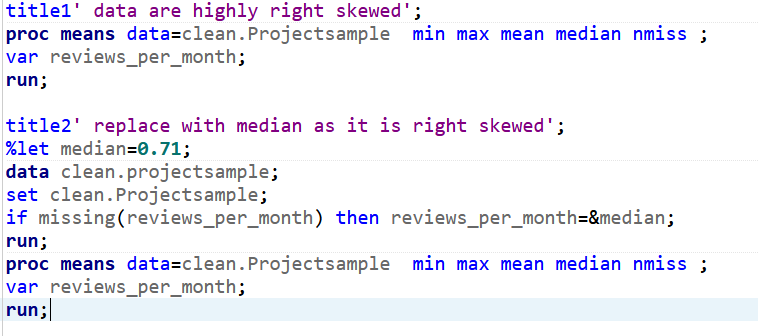 title1' data are highly right skewed';
proc means data=clean.Projectsample  min max mean median nmiss ;
var reviews_per_month;
run;
title2' replace with median as it is right skewed';
%let median=0.71;
data clean.projectsample;
set clean.Projectsample;
if missing(reviews_per_month) then reviews_per_month=&median;
run;
proc means data=clean.Projectsample  min max mean median nmiss ;
var reviews_per_month;
run;